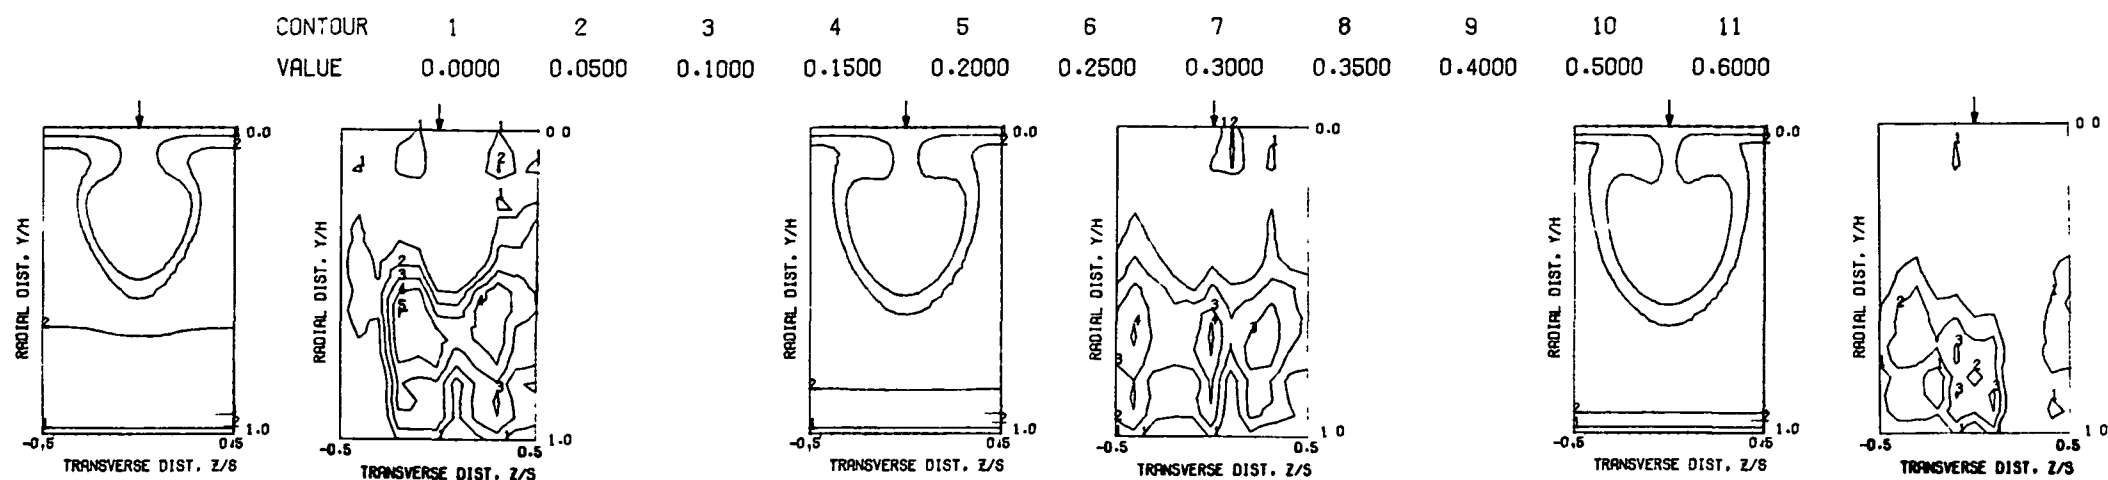 CONTOUR 1 2 3 4 5 6 7 8 9 10 11
VALUE 0.0000 0.0500 0.1000 0.1500 0.2000 0.2500 0.3000 0.3500 0.4000 0.5000 0.6000
0.0 0 0 0.0 0.0 0.0 0 0
RADIAL DIST. Y/H RADIAL DIST. Y/H RADIAL DIST. Y/H RADIAL DIST. Y/H RADIAL DIST. Y/H RADIAL DIST. Y/H
1.0 1 0 1.0 1 0 1.0 1 0
-0.5 0.5 -0.5 0.5 -0.5 0.5 -0.5 0.5 -0.5 0.5 -0.5 0.5
TRANSVERSE DIST. Z/S TRANSVERSE DIST. Z/S TRANSVERSE DIST. Z/S TRANSVERSE DIST. Z/S TRANSVERSE DIST. Z/S TRANSVERSE DIST. Z/S